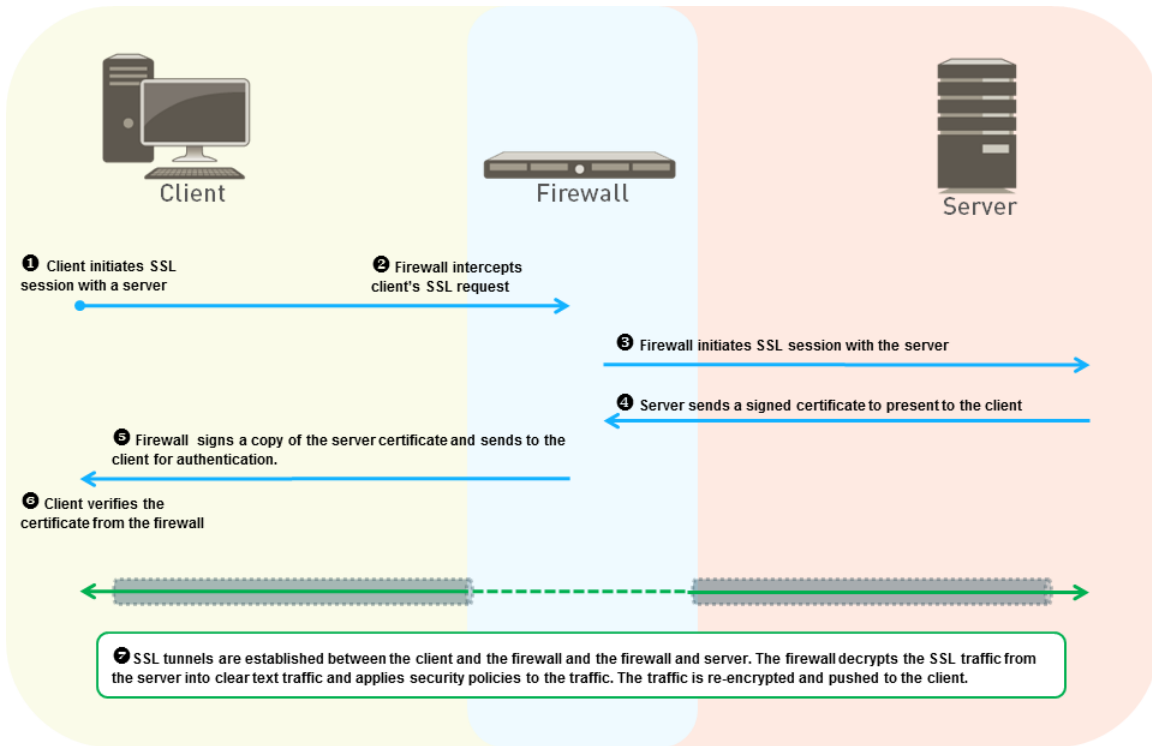 Client
Firewall
Server
❶ Client initiates SSL
session with a server
❷ Firewall intercepts
client's SSL request
❸ Firewall initiates SSL session with the server
❹ Server sends a signed certificate to present to the client
❺ Firewall signs a copy of the server certificate and sends to the
client for authentication.
❻ Client verifies the
certificate from the firewall
❼ SSL tunnels are established between the client and the firewall and the firewall and server. The firewall decrypts the SSL traffic from
the server into clear text traffic and applies security policies to the traffic. The traffic is re-encrypted and pushed to the client.